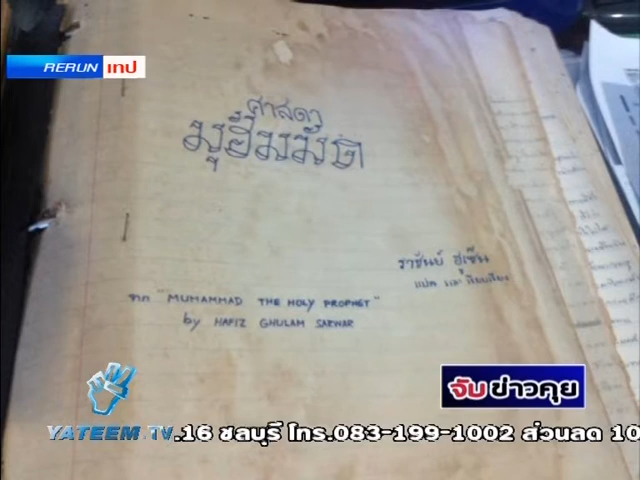 RERUN เทป
ศาสดา
มุฮัมมัด
ราชันย์ ฮูเซ็น
แปล และ เรียบเรียง
จาก "MUHAMMAD THE HOLY PROPHET"
by HAFIZ GHULAM SARWAR
จับข่าวคุย
YATEEM TV
.16 ชลบุรี โทร.083-199-1002 ส่วนลด 10